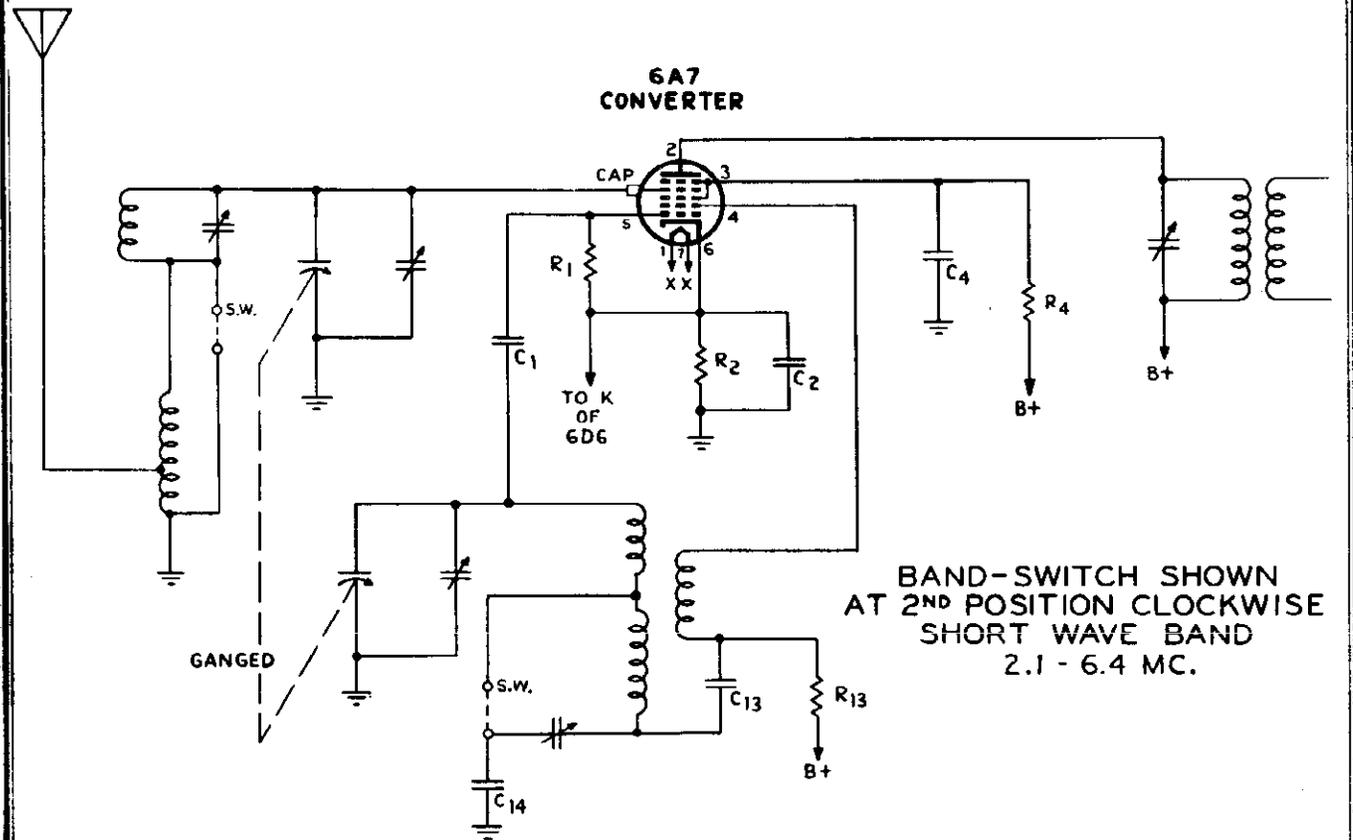 6A7
CONVERTER
CAP
2
3
5
4
1
7
6
X X
R1
S.W.
C4
R4
C1
R2
C2
B+
TO K
OF
6D6
B+
BAND-SWITCH SHOWN
AT 2ND POSITION CLOCKWISE
SHORT WAVE BAND
2.1 - 6.4 MC.
GANGED
S.W.
C13
R13
B+
C14